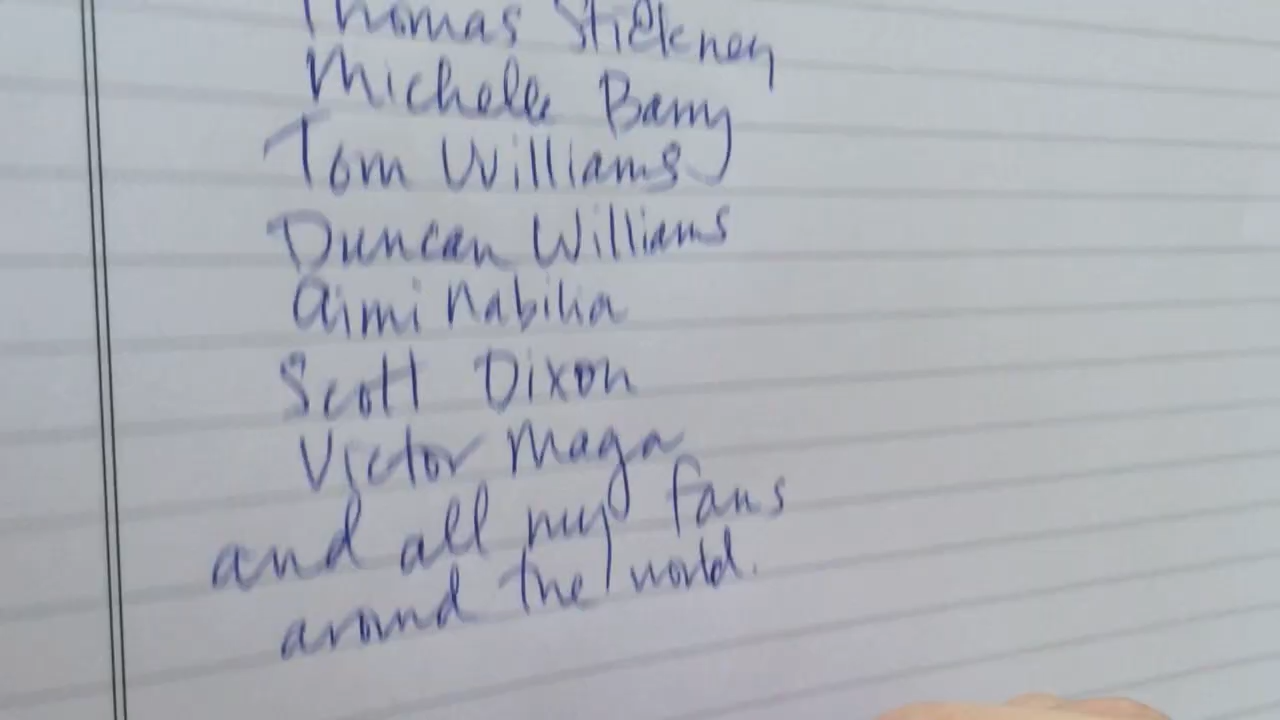 Thomas Stickney
Michelle Barry
Tom Williams
Duncan Williams
Aimi Nabilia
Scott Dixon
Victor Maga
and all my fans
around the world.